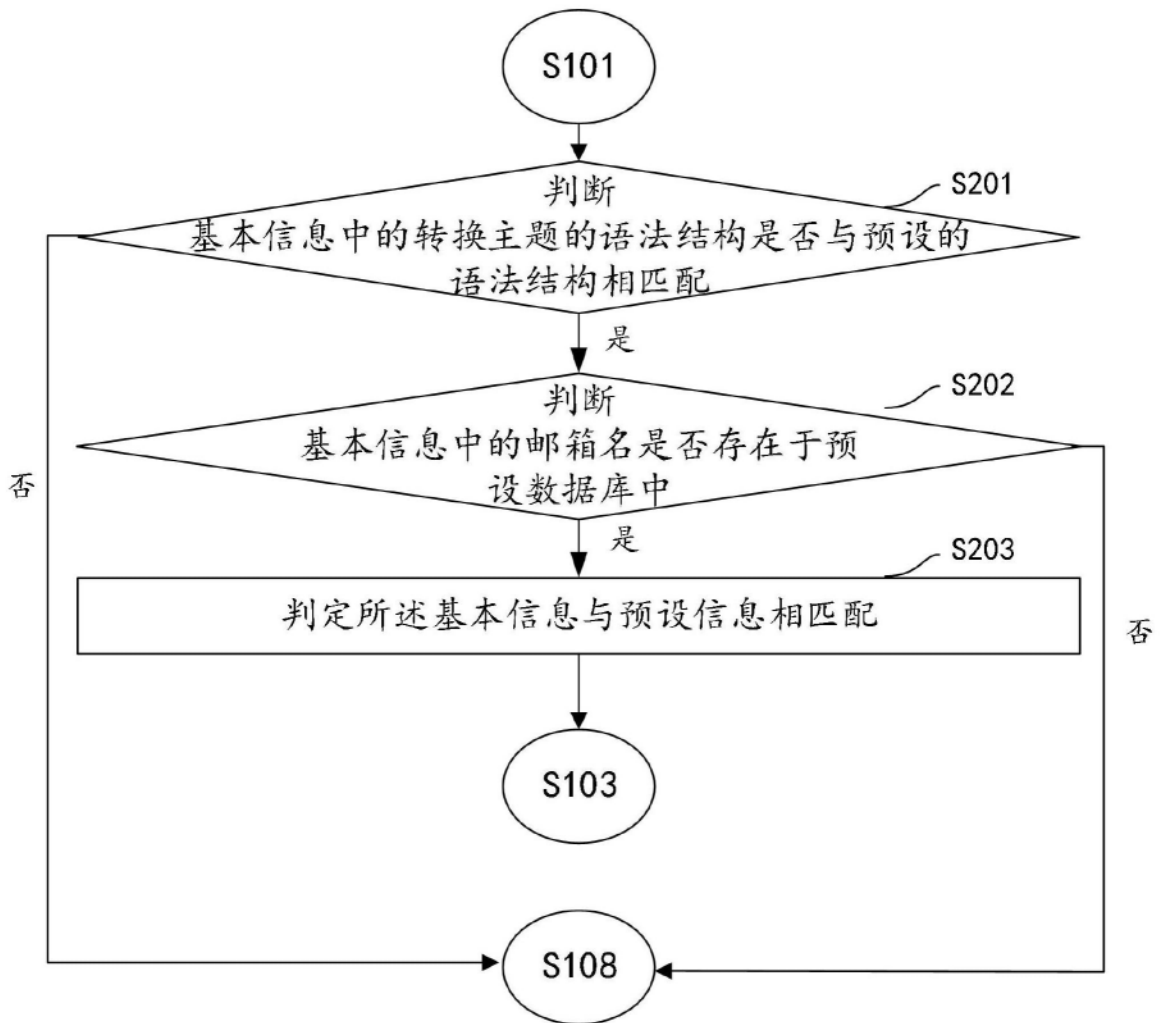 S101
S201
判断
基本信息中的转换主题的语法结构是否与预设的
语法结构相匹配
是
S202
判断
基本信息中的邮箱名是否存在于预
设数据库中
否
是
S203
判定所述基本信息与预设信息相匹配
否
S103
S108